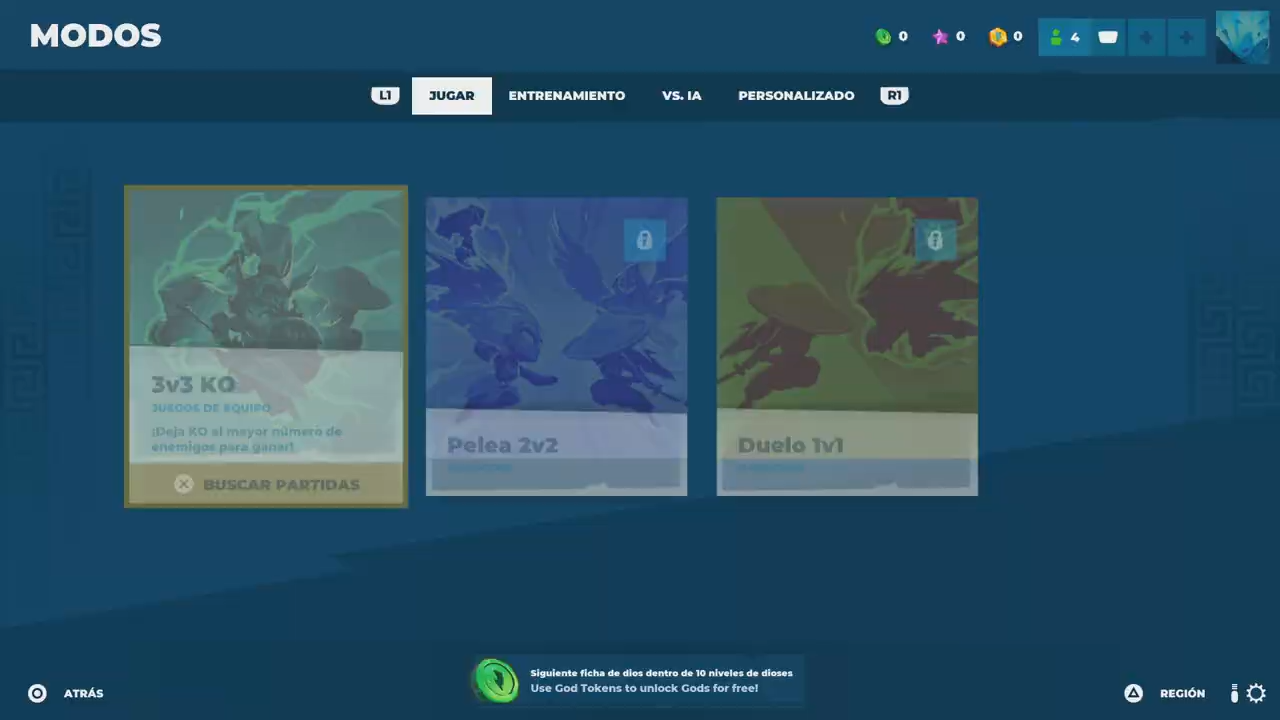 MODOS
0
0
0
4
L1
JUGAR
ENTRENAMIENTO
VS. IA
PERSONALIZADO
R1
3v3 KO
JUEGOS DE EQUIPO
¡Deja KO al mayor número de
enemigos para ganar!
BUSCAR PARTIDAS
Pelea 2v2
Duelo 1v1
Siguiente ficha de dios dentro de 10 niveles de dioses
Use God Tokens to unlock Gods for free!
ATRÁS
REGIÓN